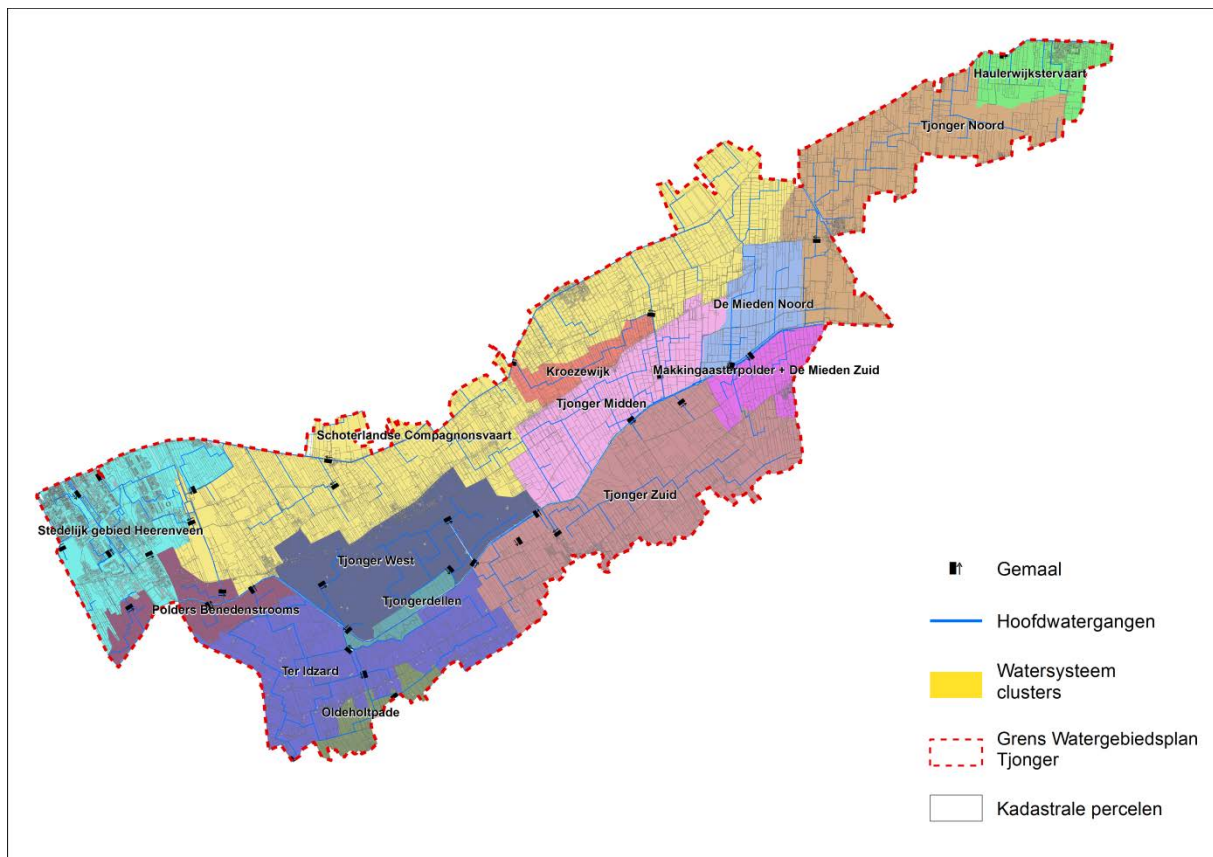 Haulerwijkstervaart
Tjonger Noord
De Mieden Noord
Kroezewijk
Makkingaasterpolder + De Mieden Zuid
Tjonger Midden
Schoterlandse Compagnonsvaart
Tjonger Zuid
Stedelijk gebied Heerenveen
Tjonger West
Tjongerdellen
Polders Benedenstrooms
Ter Idzard
Oldeholtpade
Gemaal
Hoofdwatergangen
Watersysteem
clusters
Grens Watergebiedsplan
Tjonger
Kadastrale percelen